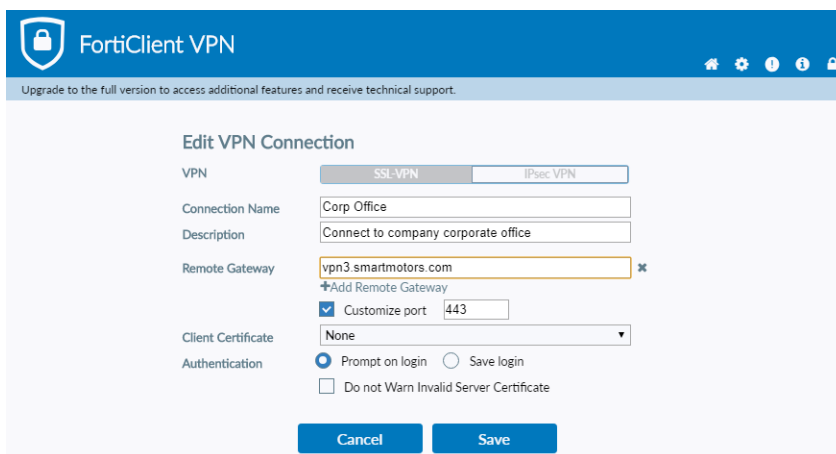 FortiClient VPN
Upgrade to the full version to access additional features and receive technical support.
Edit VPN Connection
VPN SSL-VPN IPsec VPN
Connection Name Corp Office
Description Connect to company corporate office
Remote Gateway vpn3.smartmotors.com
+Add Remote Gateway
Customize port 443
Client Certificate None
Authentication Prompt on login Save login
Do not Warn Invalid Server Certificate
Cancel Save